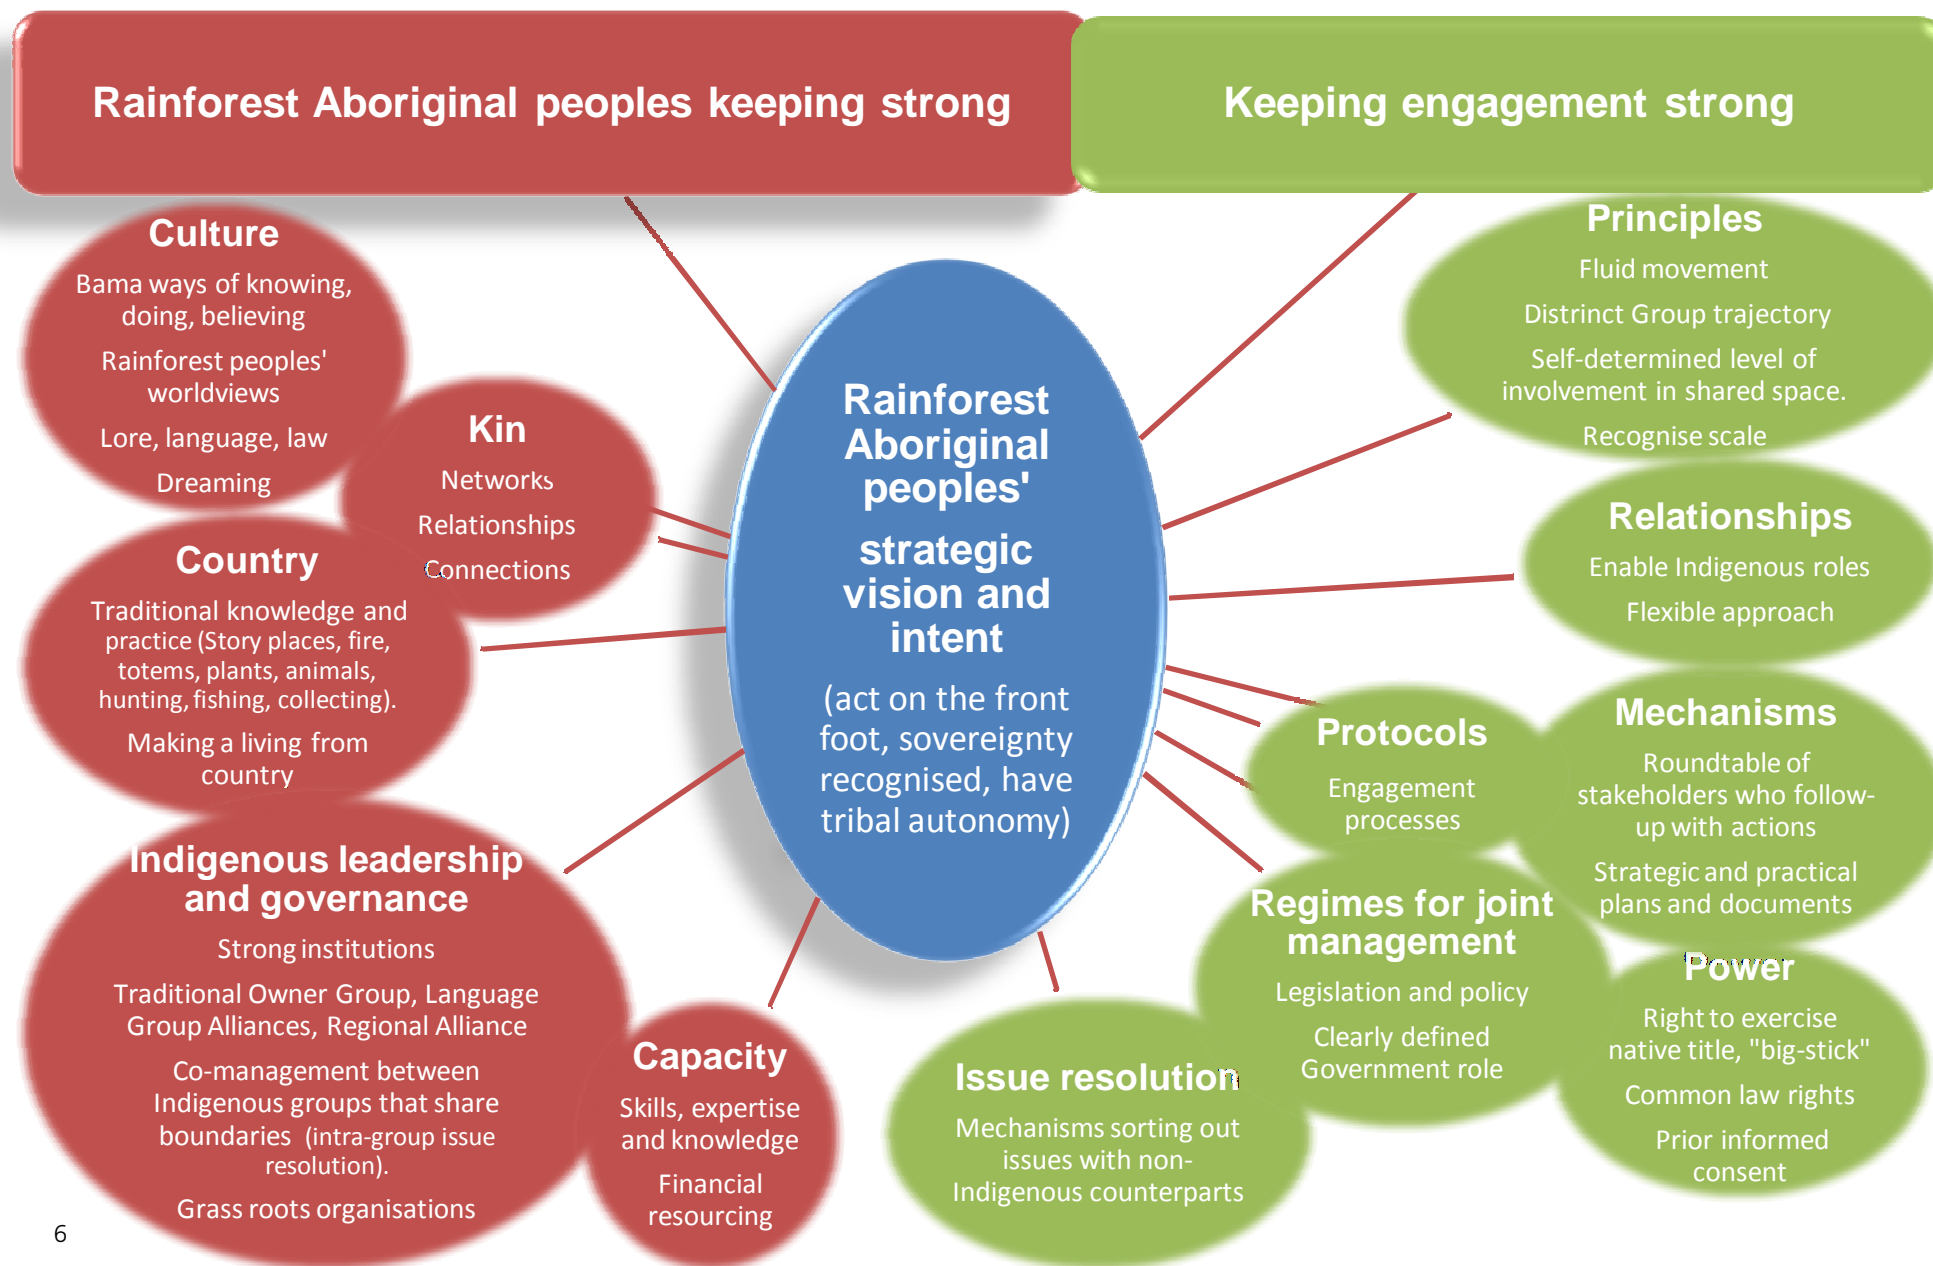 Rainforest Aboriginal peoples keeping strong
Keeping engagement strong
Culture
Bama ways of knowing,
doing, believing
Rainforest peoples'
worldviews
Lore, language, law
Dreaming
Kin
Networks
Relationships
Connections
Country
Traditional knowledge and
practice (Story places, fire,
totems, plants, animals,
hunting, fishing, collecting).
Making a living from
country
Indigenous leadership
and governance
Strong institutions
Traditional Owner Group, Language
Group Alliances, Regional Alliance
Co-management between
Indigenous groups that share
boundaries (intra-group issue
resolution).
Grass roots organisations
Capacity
Skills, expertise
and knowledge
Financial
resourcing
Rainforest
Aboriginal
peoples'
strategic
vision and
intent
(act on the front
foot, sovereignty
recognised, have
tribal autonomy)
Principles
Fluid movement
Distrinct Group trajectory
Self-determined level of
involvement in shared space.
Recognise scale
Relationships
Enable Indigenous roles
Flexible approach
Protocols
Engagement
processes
Mechanisms
Roundtable of
stakeholders who follow-
up with actions
Strategic and practical
plans and documents
Regimes for joint
management
Legislation and policy
Clearly defined
Government role
Power
Right to exercise
native title, "big-stick"
Common law rights
Prior informed
consent
Issue resolution
Mechanisms sorting out
issues with non-
Indigenous counterparts
6